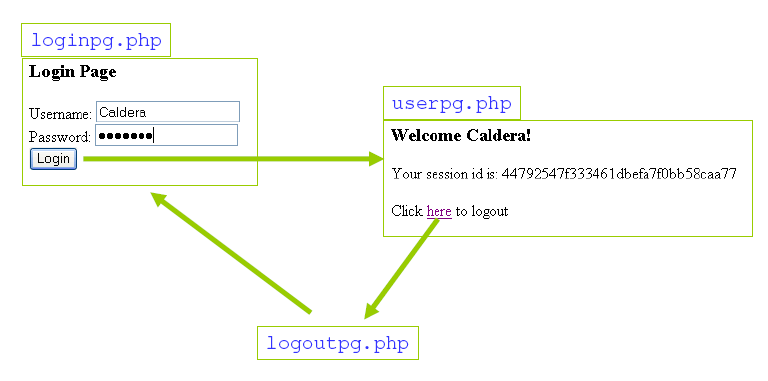 loginpg.php
Login Page
Username: Caldera
Password: ●●●●●●●
Login
userpg.php
Welcome Caldera!
Your session id is: 44792547f333461dbefa7f0bb58caa77
Click here to logout
logoutpg.php